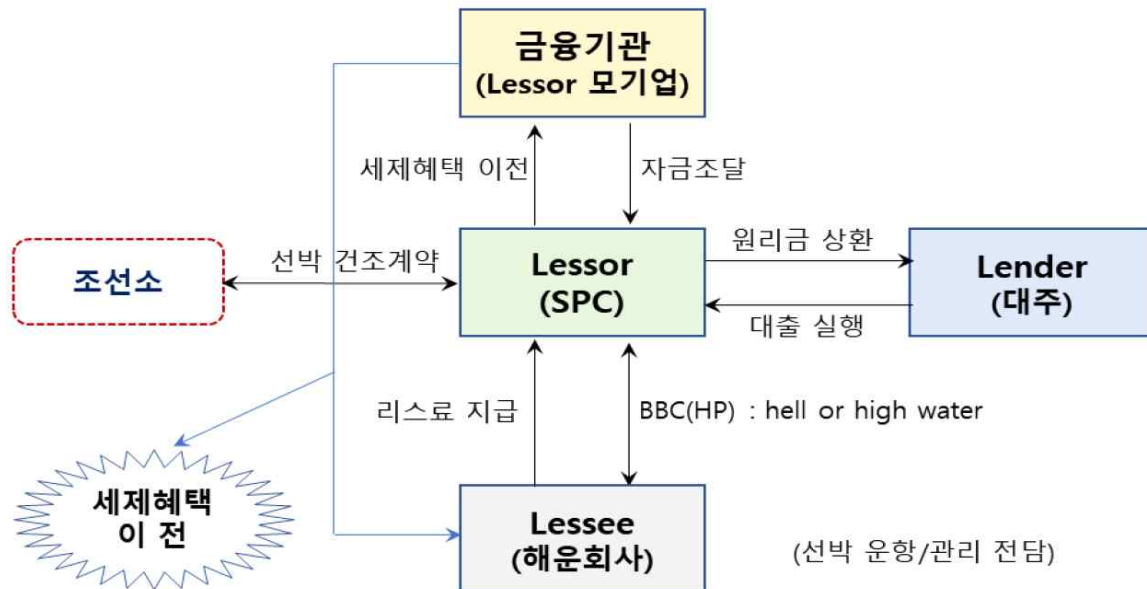 금융기관
(Lessor 모기업)
세제혜택 이전
자금조달
조선소
선박 건조계약
Lessor
(SPC)
원리금 상환
대출 실행
Lender
(대주)
리스료 지급
BBC(HP) : hell or high water
세제혜택
이 전
Lessee
(해운회사)
(선박 운항/관리 전담)